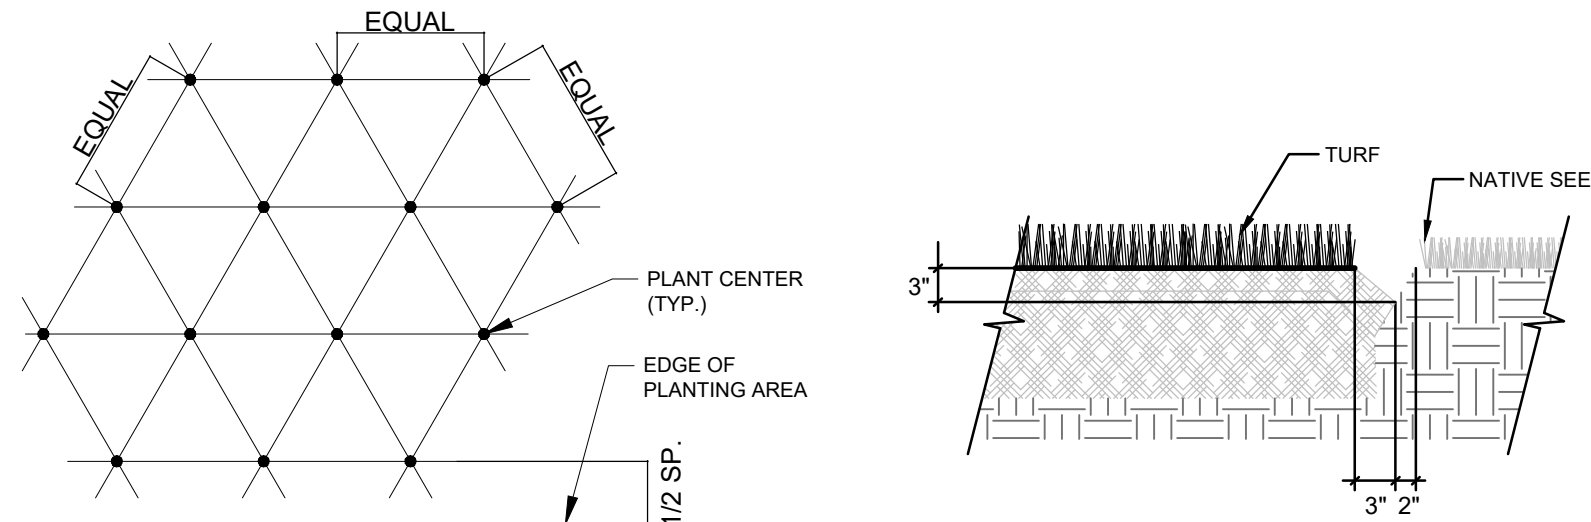 EQUAL
EQUAL
EQUAL
PLANT CENTER
(TYP.)
EDGE OF
PLANTING AREA
1/2 SP.
TURF
NATIVE SEE
3"
3" 2"